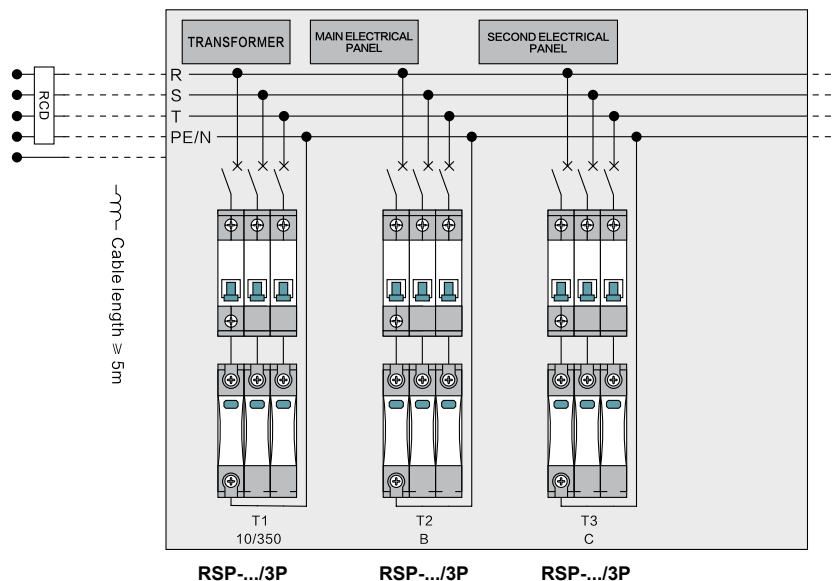 TRANSFORMER
MAIN ELECTRICAL
PANEL
SECOND ELECTRICAL
PANEL
R
S
T
PE/N
RCD
Cable length ≥ 5m
T1
10/350
T2
B
T3
C
RSP-.../3P
RSP-.../3P
RSP-.../3P